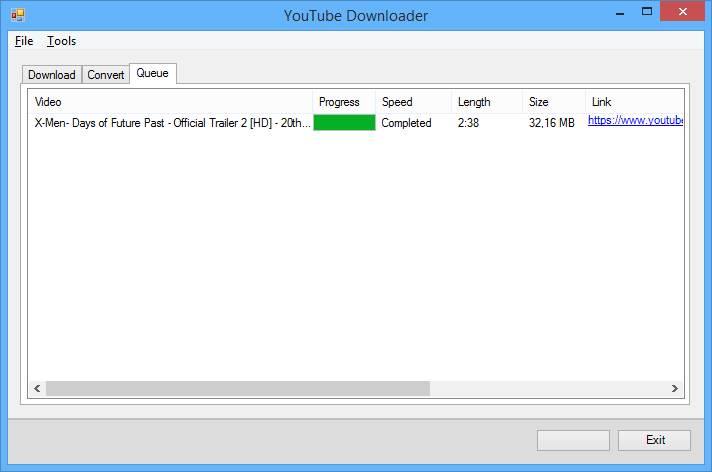 YouTube Downloader
File Tools
Download Convert Queue
Video Progress Speed Length Size Link
X-Men- Days of Future Past - Official Trailer 2 [HD] - 20th... Completed 2:38 32,16 MB https://www.youtube
Exit